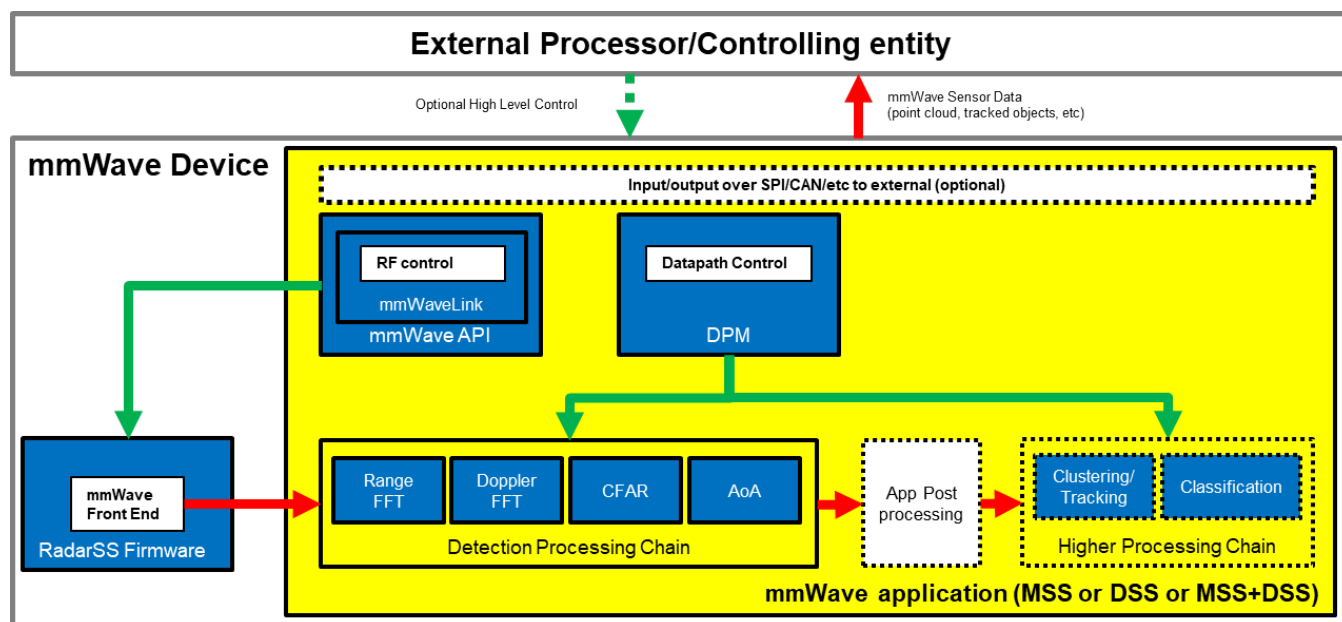 External Processor/Controlling entity
Optional High Level Control
mmWave Sensor Data
(point cloud, tracked objects, etc)
mmWave Device
Input/output over SPI/CAN/etc to external (optional)
RF control
mmWaveLink
mmWave API
Datapath Control
DPM
mmWave
Front End
RadarSS Firmware
Range
FFT
Doppler
FFT
CFAR
AoA
Detection Processing Chain
App Post
processing
Clustering/
Tracking
Classification
Higher Processing Chain
mmWave application (MSS or DSS or MSS+DSS)